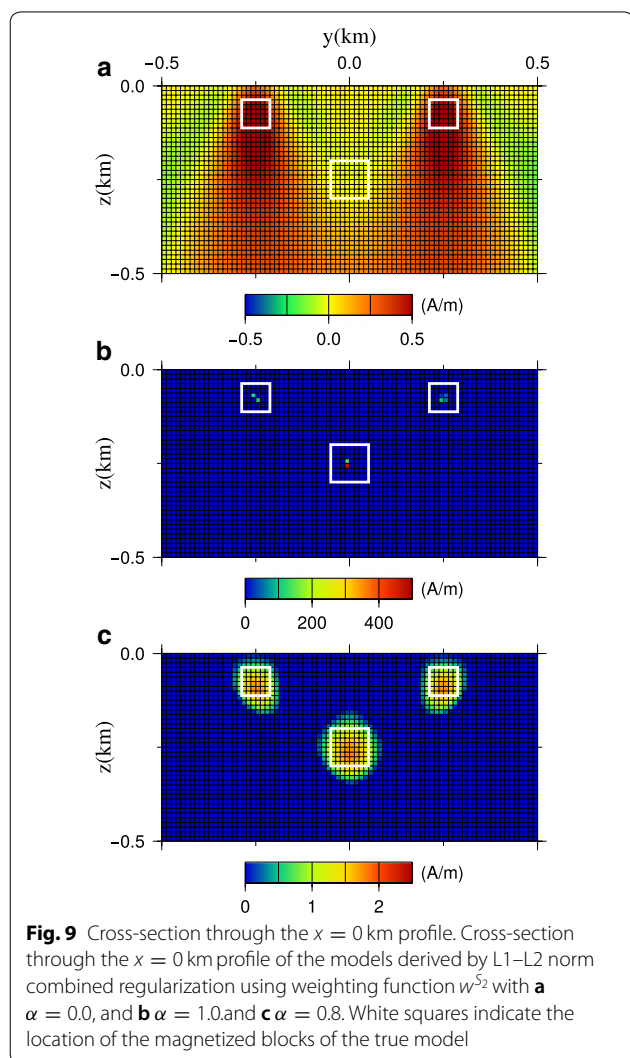 y(km)
a
−0.5 0.0 0.5
0.0
z(km)
−0.5
(A/m)
−0.5 0.0 0.5
b
0.0
z(km)
−0.5
(A/m)
0 200 400
c
0.0
z(km)
−0.5
(A/m)
0 1 2
Fig. 9 Cross-section through the x = 0 km profile. Cross-section
through the x = 0 km profile of the models derived by L1–L2 norm
combined regularization using weighting function w^{S_2} with a
α = 0.0, and b α = 1.0.and c α = 0.8. White squares indicate the
location of the magnetized blocks of the true model